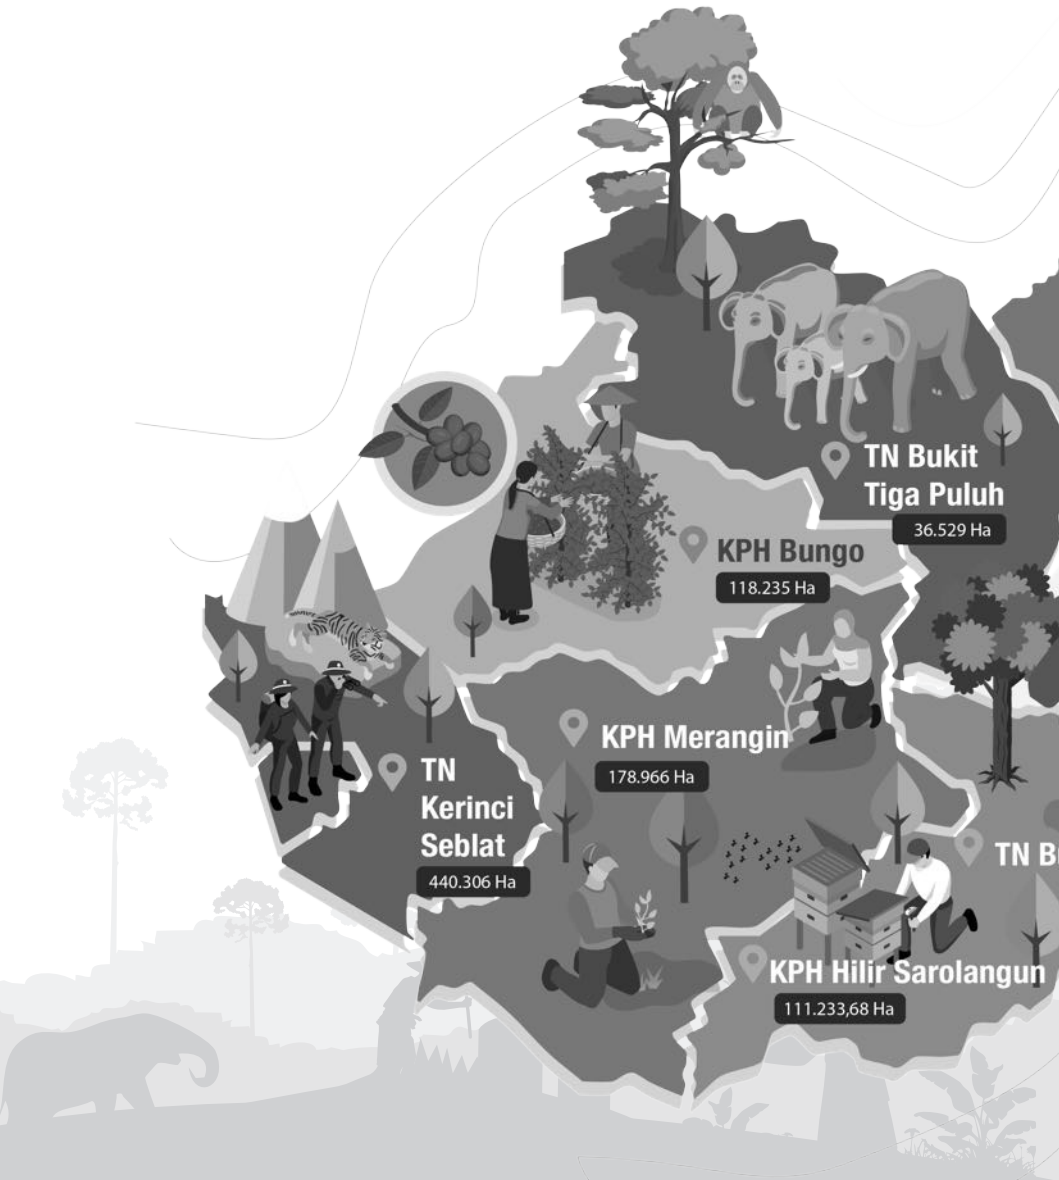 TN Bukit
Tiga Puluh
36.529 Ha
KPH Bungo
118.235 Ha
KPH Merangin
178.966 Ha
TN
Kerinci
Seblat
440.306 Ha
TN B
KPH Hilir Sarolangun
111.233,68 Ha